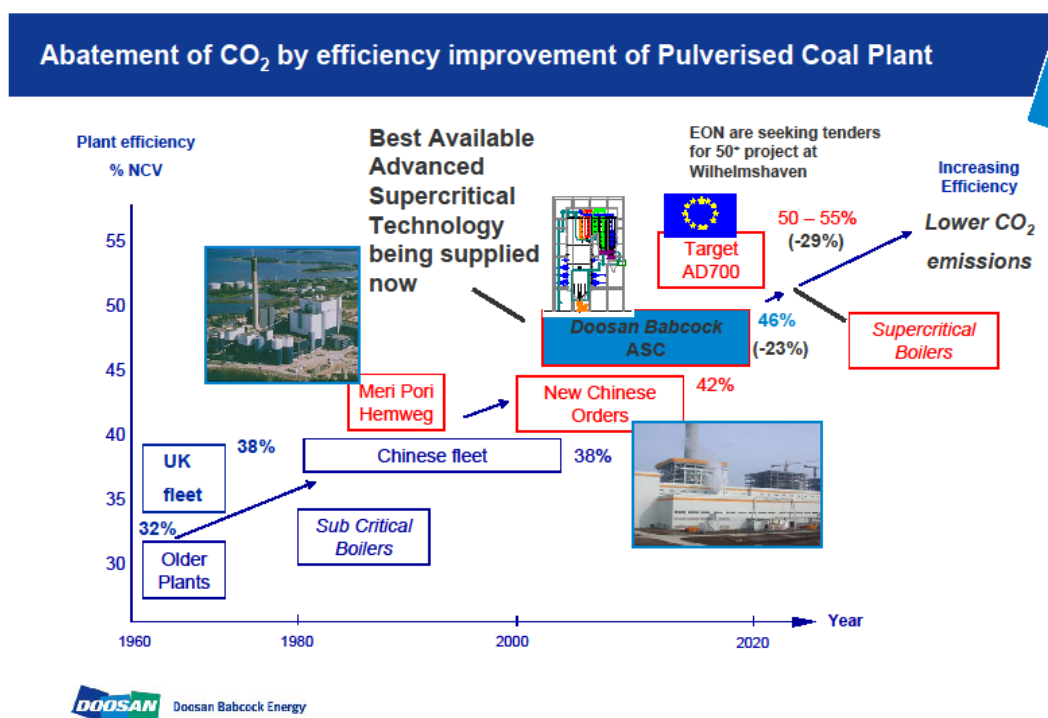 Abatement of CO₂ by efficiency improvement of Pulverised Coal Plant
Plant efficiency
% NCV
Best Available
Advanced
Supercritical
Technology
being supplied
now
EON are seeking tenders
for 50⁺ project at
Wilhelmshaven
Increasing
Efficiency
Lower CO₂
emissions
50 – 55%
(-29%)
Target
AD700
55
50
45
40
35
30
Doosan Babcock
ASC
46%
(-23%)
Supercritical
Boilers
Meri Pori
Hemweg
New Chinese
Orders
42%
UK
fleet
38%
Chinese fleet
38%
32%
Older
Plants
Sub Critical
Boilers
Year
1960
1980
2000
2020
DOOSAN
Doosan Babcock Energy